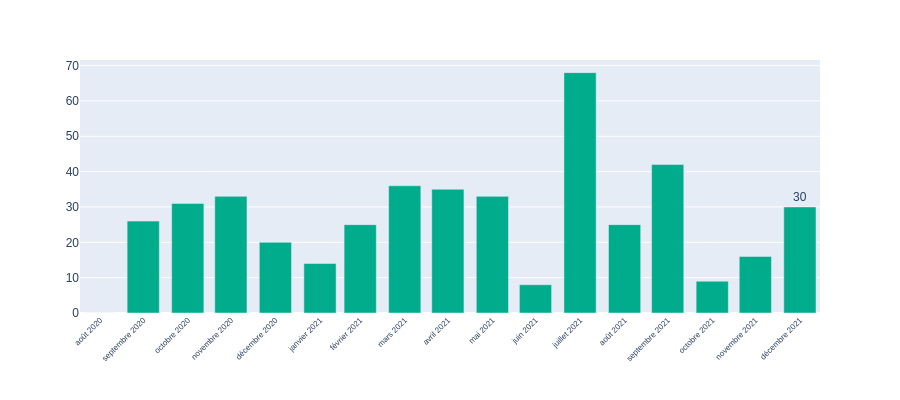 70
60
50
40
30
20
10
0
30
août 2020
septembre 2020
octobre 2020
novembre 2020
décembre 2020
janvier 2021
février 2021
mars 2021
avril 2021
mai 2021
juin 2021
juillet 2021
août 2021
septembre 2021
octobre 2021
novembre 2021
décembre 2021